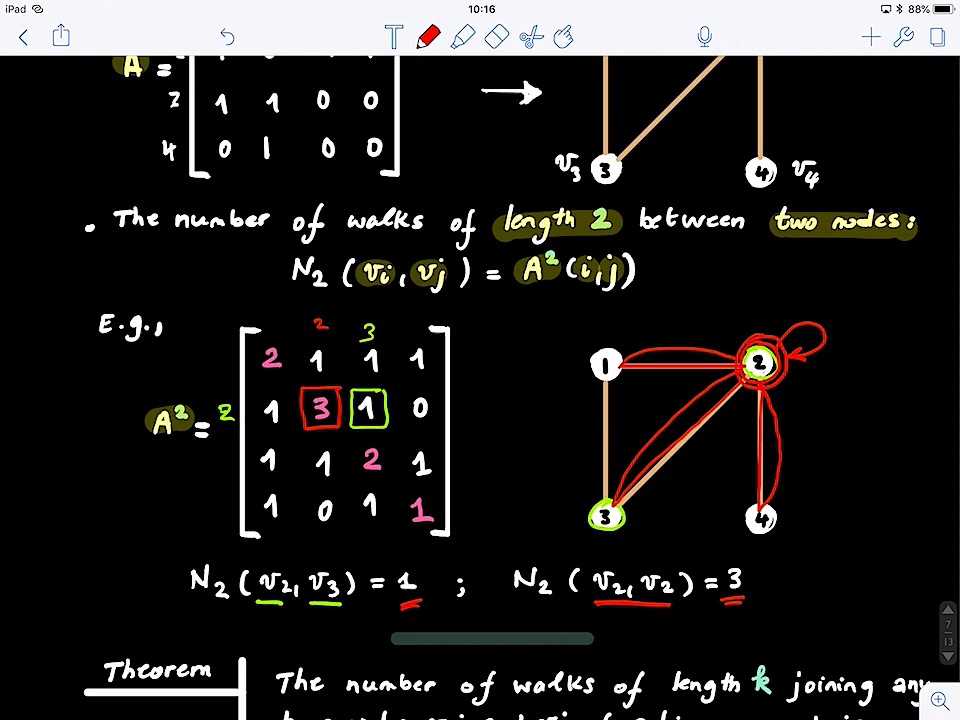 iPad 10:16 88%
A =
2 1 1 0 0
4 0 1 0 0
v3 3 4 v4
. The number of walks of length 2 between two nodes:
N2 (vi, vj) = A2 (i,j)
E.g.,
2 3
2 1 1 1
A2 = 2 1 3 1 0
1 1 2 1
1 0 1 1
1 2
3 4
N2 (v2, v3) = 1 ; N2 (v2, v2) = 3
7
13
Theorem
The number of walks of length k joining any